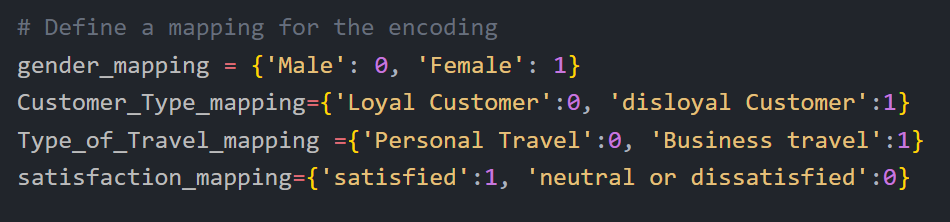 # Define a mapping for the encoding
gender_mapping = {'Male': 0, 'Female': 1}
Customer_Type_mapping={'Loyal Customer':0, 'disloyal Customer':1}
Type_of_Travel_mapping ={'Personal Travel':0, 'Business travel':1}
satisfaction_mapping={'satisfied':1, 'neutral or dissatisfied':0}